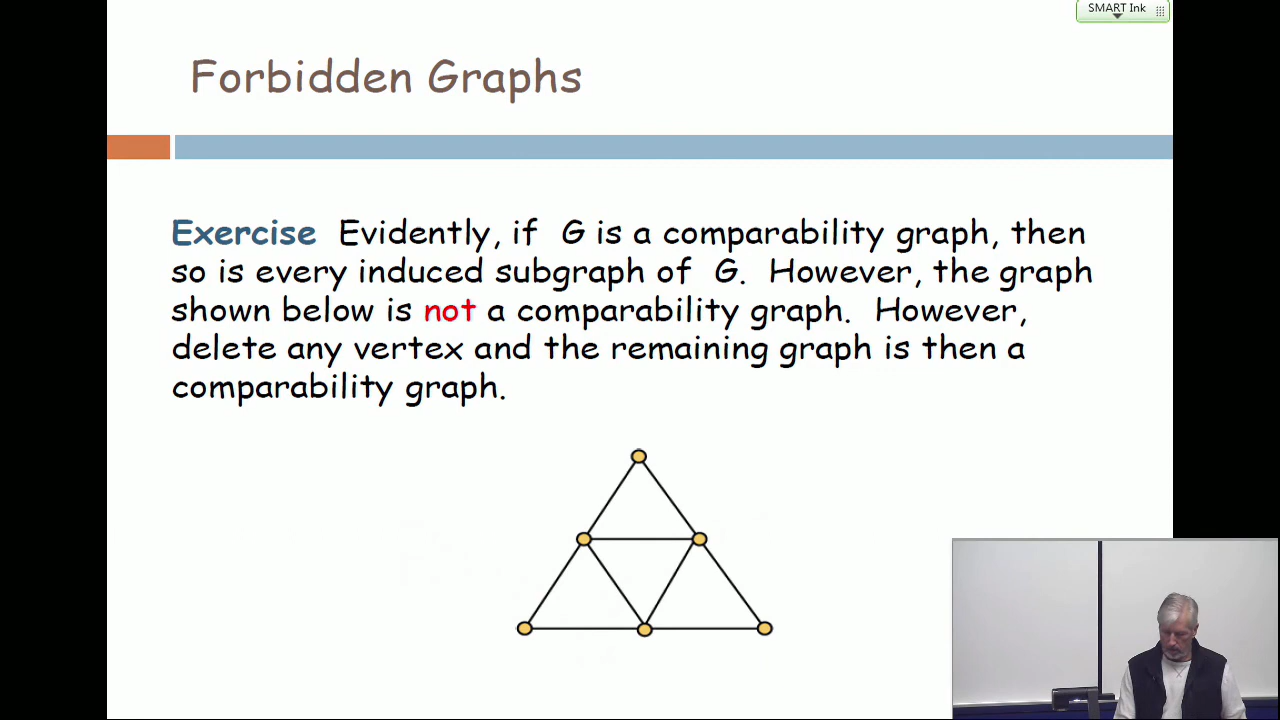 SMART Ink
Forbidden Graphs
Exercise Evidently, if G is a comparability graph, then
so is every induced subgraph of G. However, the graph
shown below is not a comparability graph. However,
delete any vertex and the remaining graph is then a
comparability graph.